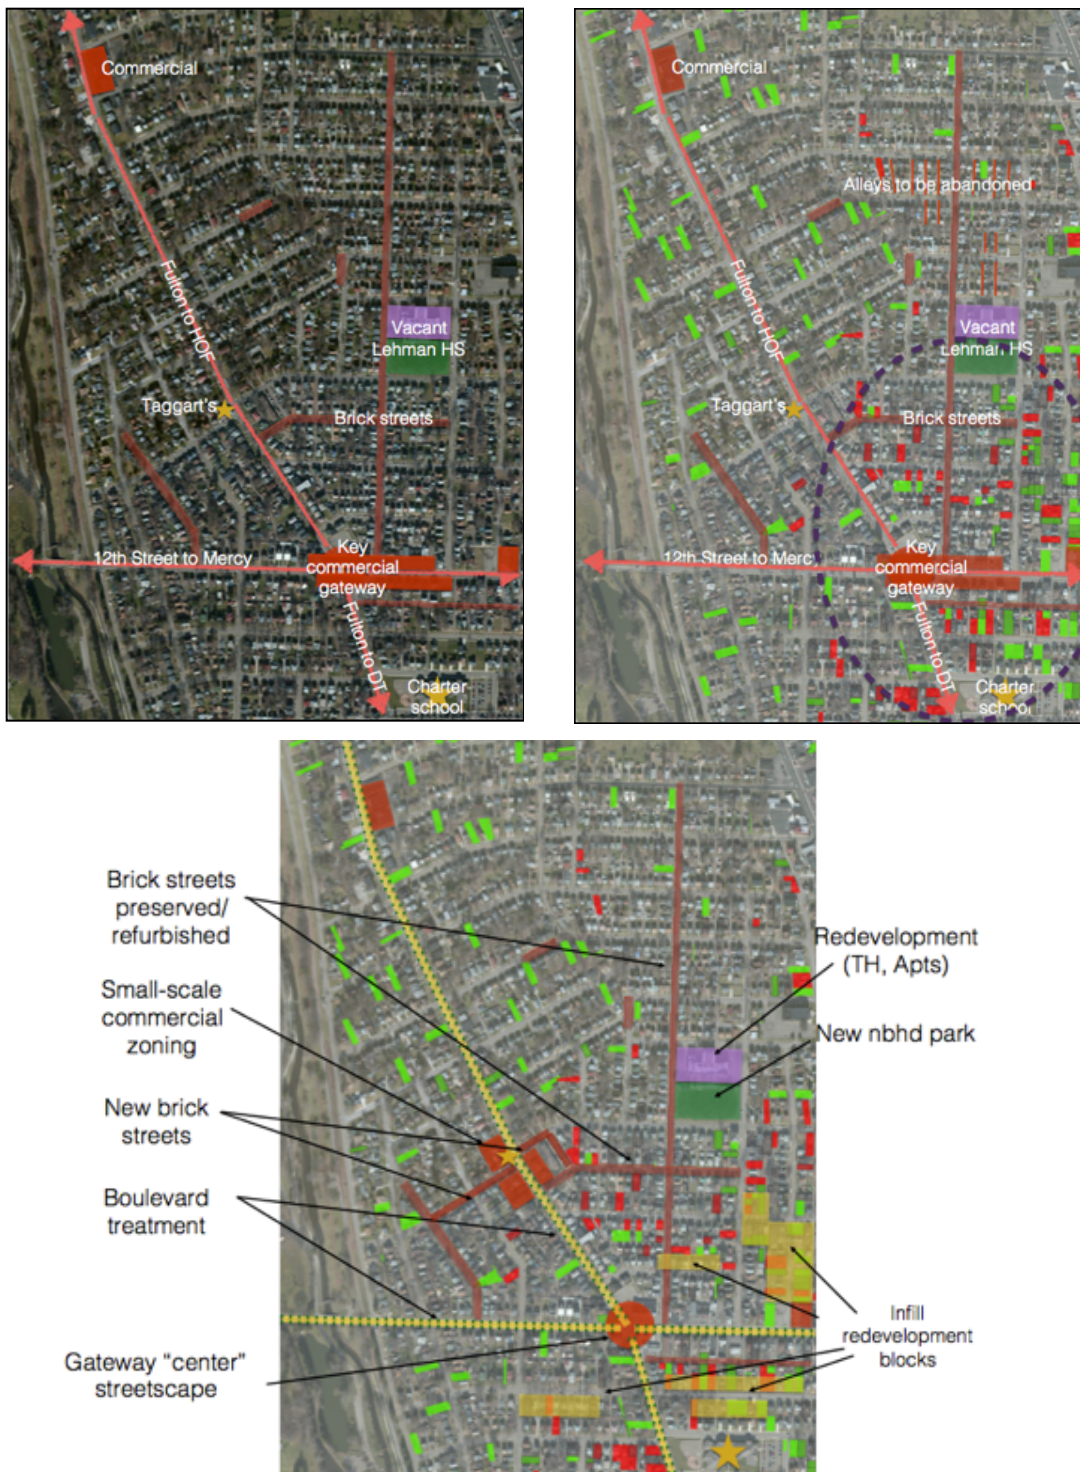 Commercial
Fulton to HOF
Vacant
Lehman HS
Taggart's
Brick streets
12th Street to Mercy
Key
commercial
gateway
Fulton to DT
Charter
school
Commercial
Alleys to be abandoned
Fulton to HOF
Vacant
Lehman HS
Taggart's
Brick streets
12th Street to Mercy
Key
commercial
gateway
Fulton to DT
Charter
school
Brick streets
preserved/
refurbished
Small-scale
commercial
zoning
New brick
streets
Boulevard
treatment
Gateway “center”
streetscape
Redevelopment
(TH, Apts)
New nbhd park
Infill
redevelopment
blocks